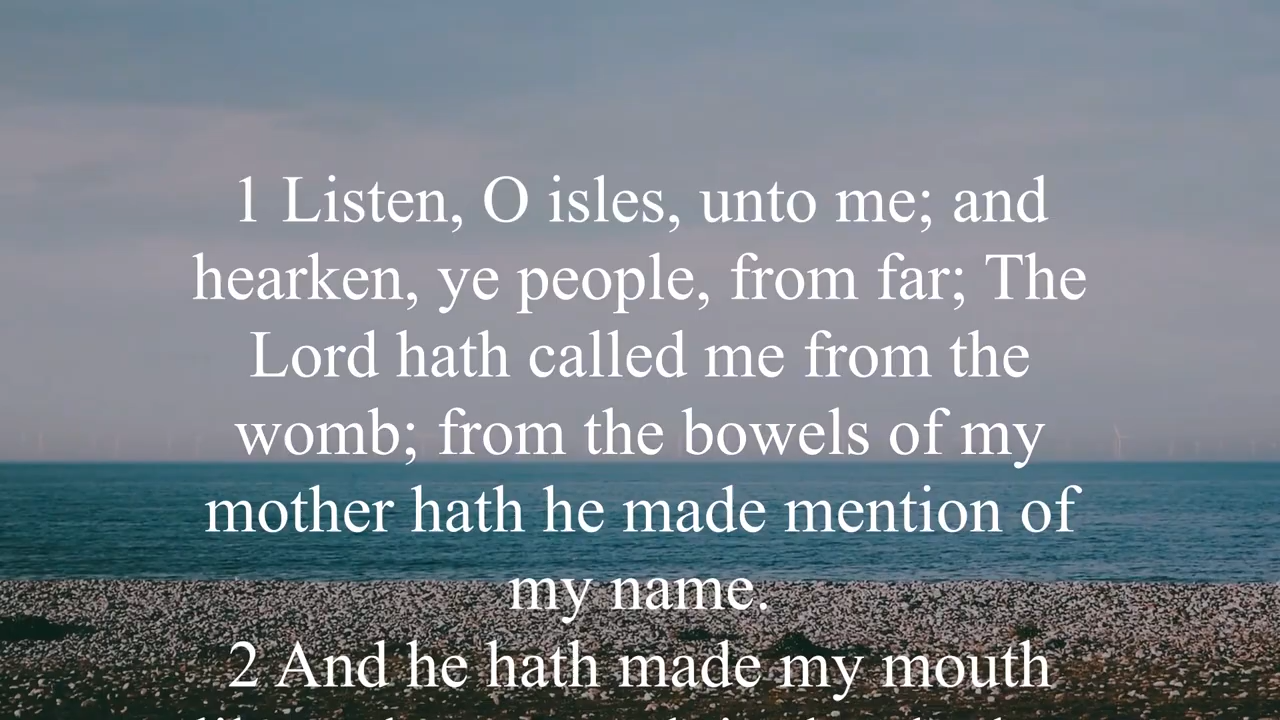 1 Listen, O isles, unto me; and
hearken, ye people, from far; The
Lord hath called me from the
womb; from the bowels of my
mother hath he made mention of
my name.
2 And he hath made my mouth